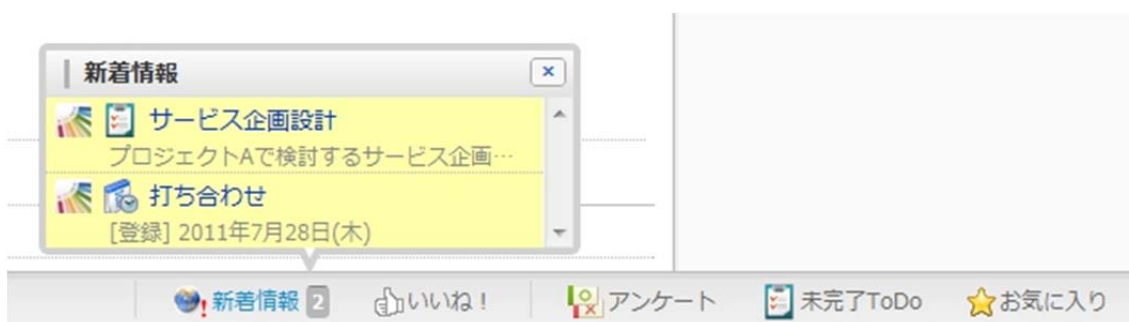 新着情報
サービス企画設計
プロジェクトAで検討するサービス企画…
打ち合わせ
[登録] 2011年7月28日(木)
新着情報 2 いいね! アンケート 未完了ToDo お気に入り